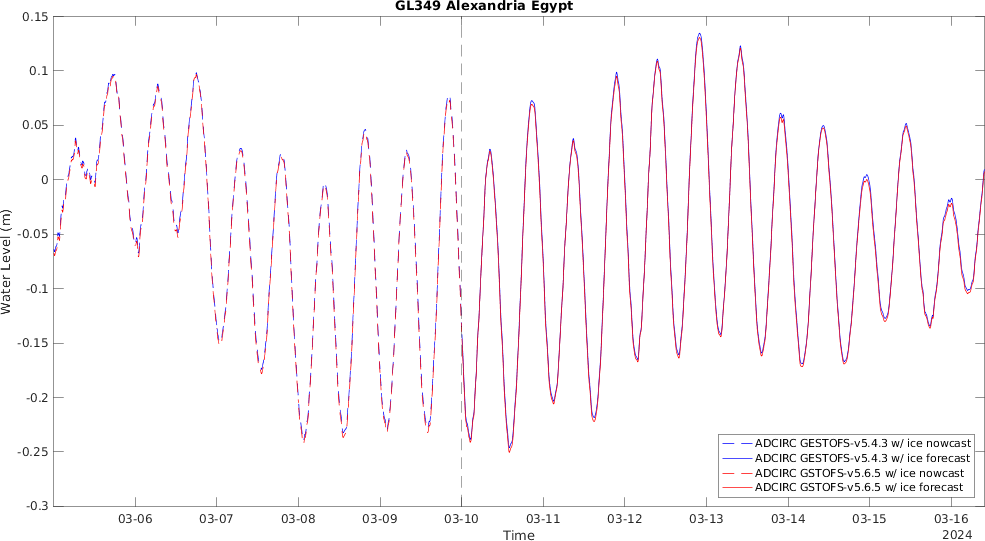 GL349 Alexandria Egypt
0.15
0.1
0.05
0
-0.05
-0.1
-0.15
-0.2
-0.25
-0.3
Water Level (m)
ADCIRC GESTOFS-v5.4.3 w/ ice nowcast
ADCIRC GESTOFS-v5.4.3 w/ ice forecast
ADCIRC GSTOFS-v5.6.5 w/ ice nowcast
ADCIRC GSTOFS-v5.6.5 w/ ice forecast
03-06 03-07 03-08 03-09 03-10 03-11 03-12 03-13 03-14 03-15 03-16
Time
2024